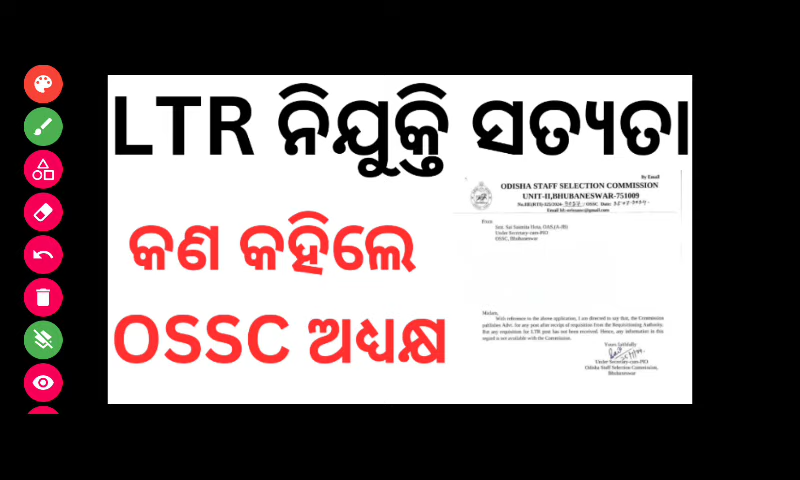 LTR ନିଯୁକ୍ତି ସତ୍ୟତା
By Email
ODISHA STAFF SELECTION COMMISSION
UNIT-II, BHUBANESWAR-751009
From
Under Secretary-cum-PIO
OSSC, Bhubaneswar
Madam,
With reference to the above application, I am directed to say that, the Commission
publishes Advt. for any post after receipt of requisition from the Requisitioning Authority.
But any requisition for LTR post has not been received. Hence, any information in this
regard is not available with the Commission.
Yours faithfully
Under Secretary-cum-PIO
Odisha Staff Selection Commission,
Bhubaneswar
କଣ କହିଲେ
OSSC ଅଧ୍ୟକ୍ଷ